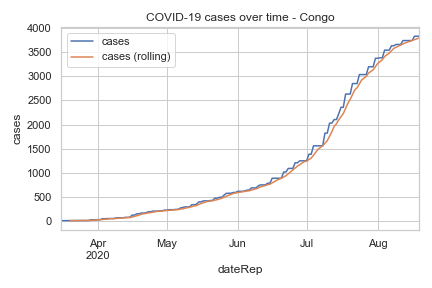 COVID-19 cases over time - Congo
cases
cases (rolling)
4000
3500
3000
2500
2000
1500
1000
500
0
cases
Apr
2020
May
Jun
Jul
Aug
dateRep